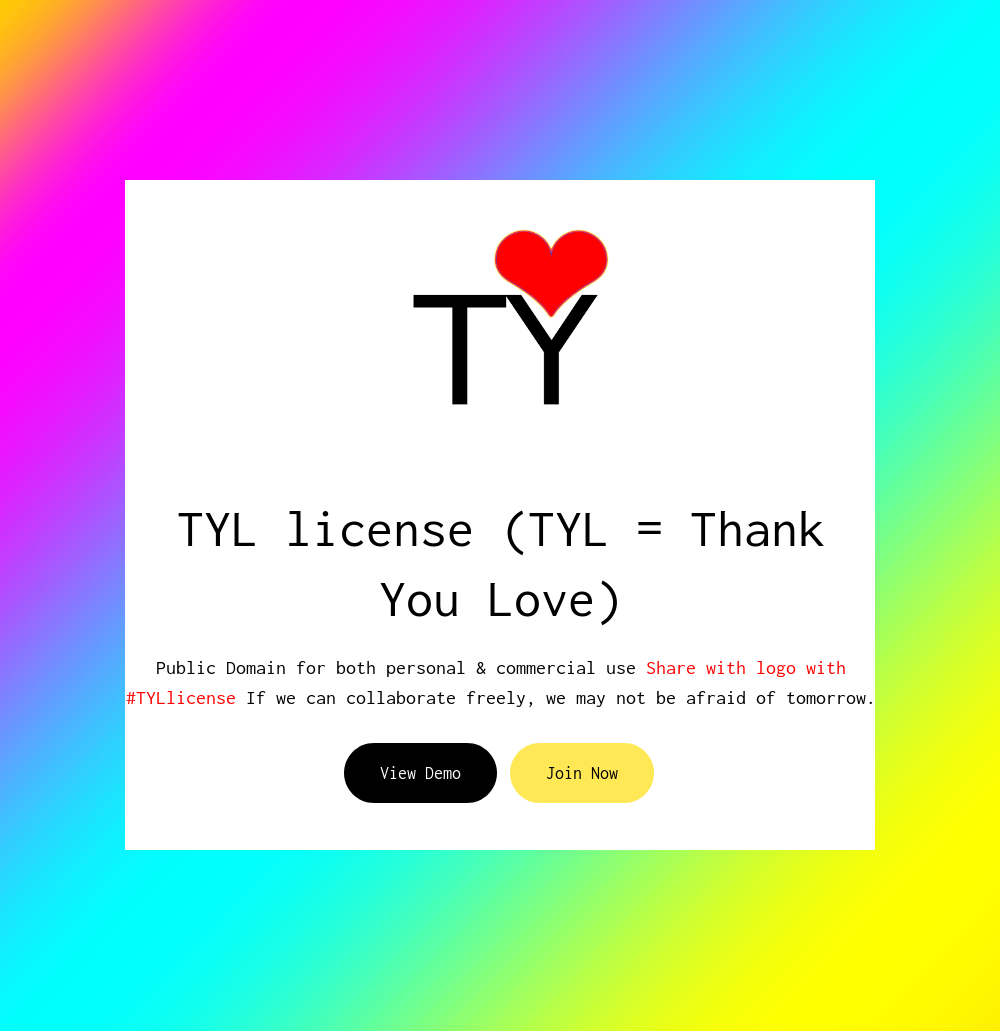 TY
TYL license (TYL = Thank
You Love)
Public Domain for both personal & commercial use Share with logo with
#TYLlicense If we can collaborate freely, we may not be afraid of tomorrow.
View Demo
Join Now